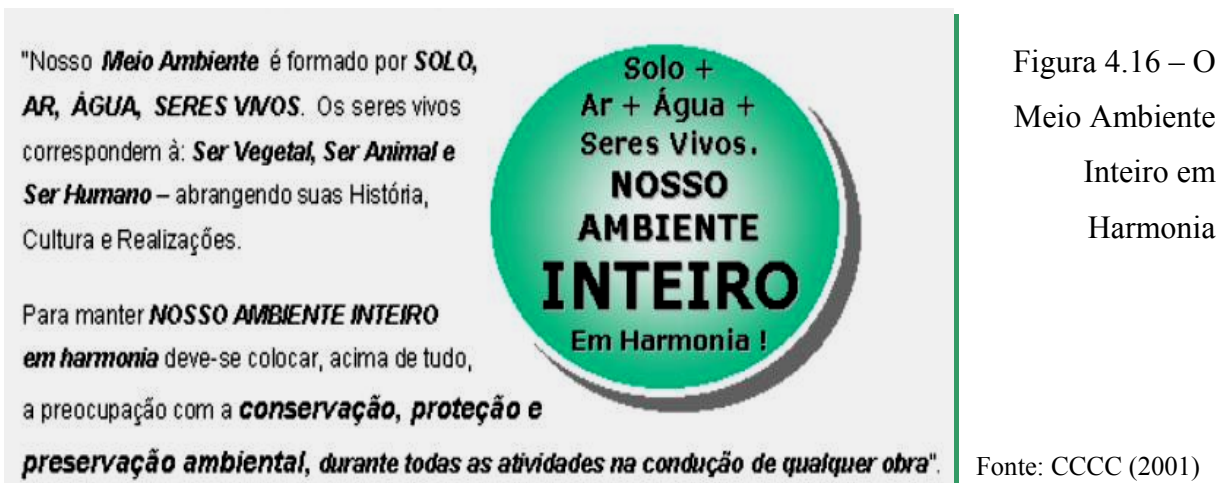 "Nosso Meio Ambiente é formado por SOLO,
AR, ÁGUA, SERES VIVOS. Os seres vivos
correspondem à: Ser Vegetal, Ser Animal e
Ser Humano – abrangendo suas História,
Cultura e Realizações.
Para manter NOSSO AMBIENTE INTEIRO
em harmonia deve-se colocar, acima de tudo,
a preocupação com a conservação, proteção e
preservação ambiental, durante todas as atividades na condução de qualquer obra".
Solo +
Ar + Água +
Seres Vivos.
NOSSO
AMBIENTE
INTEIRO
Em Harmonia !
Figura 4.16 – O
Meio Ambiente
Inteiro em
Harmonia
Fonte: CCCC (2001)